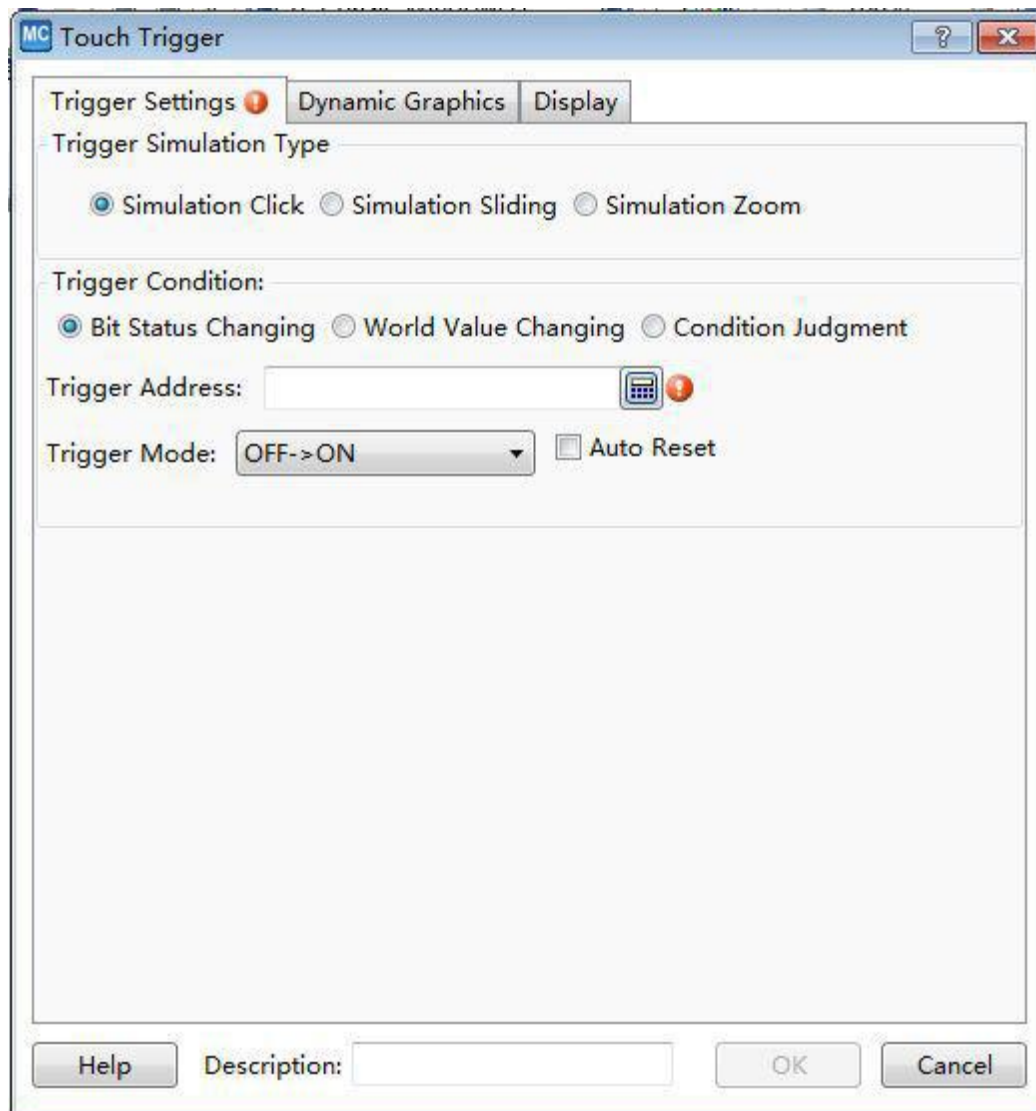 MC Touch Trigger
Trigger Settings Dynamic Graphics Display
Trigger Simulation Type
Simulation Click Simulation Sliding Simulation Zoom
Trigger Condition:
Bit Status Changing World Value Changing Condition Judgment
Trigger Address:
Trigger Mode: OFF->ON Auto Reset
Help Description: OK Cancel